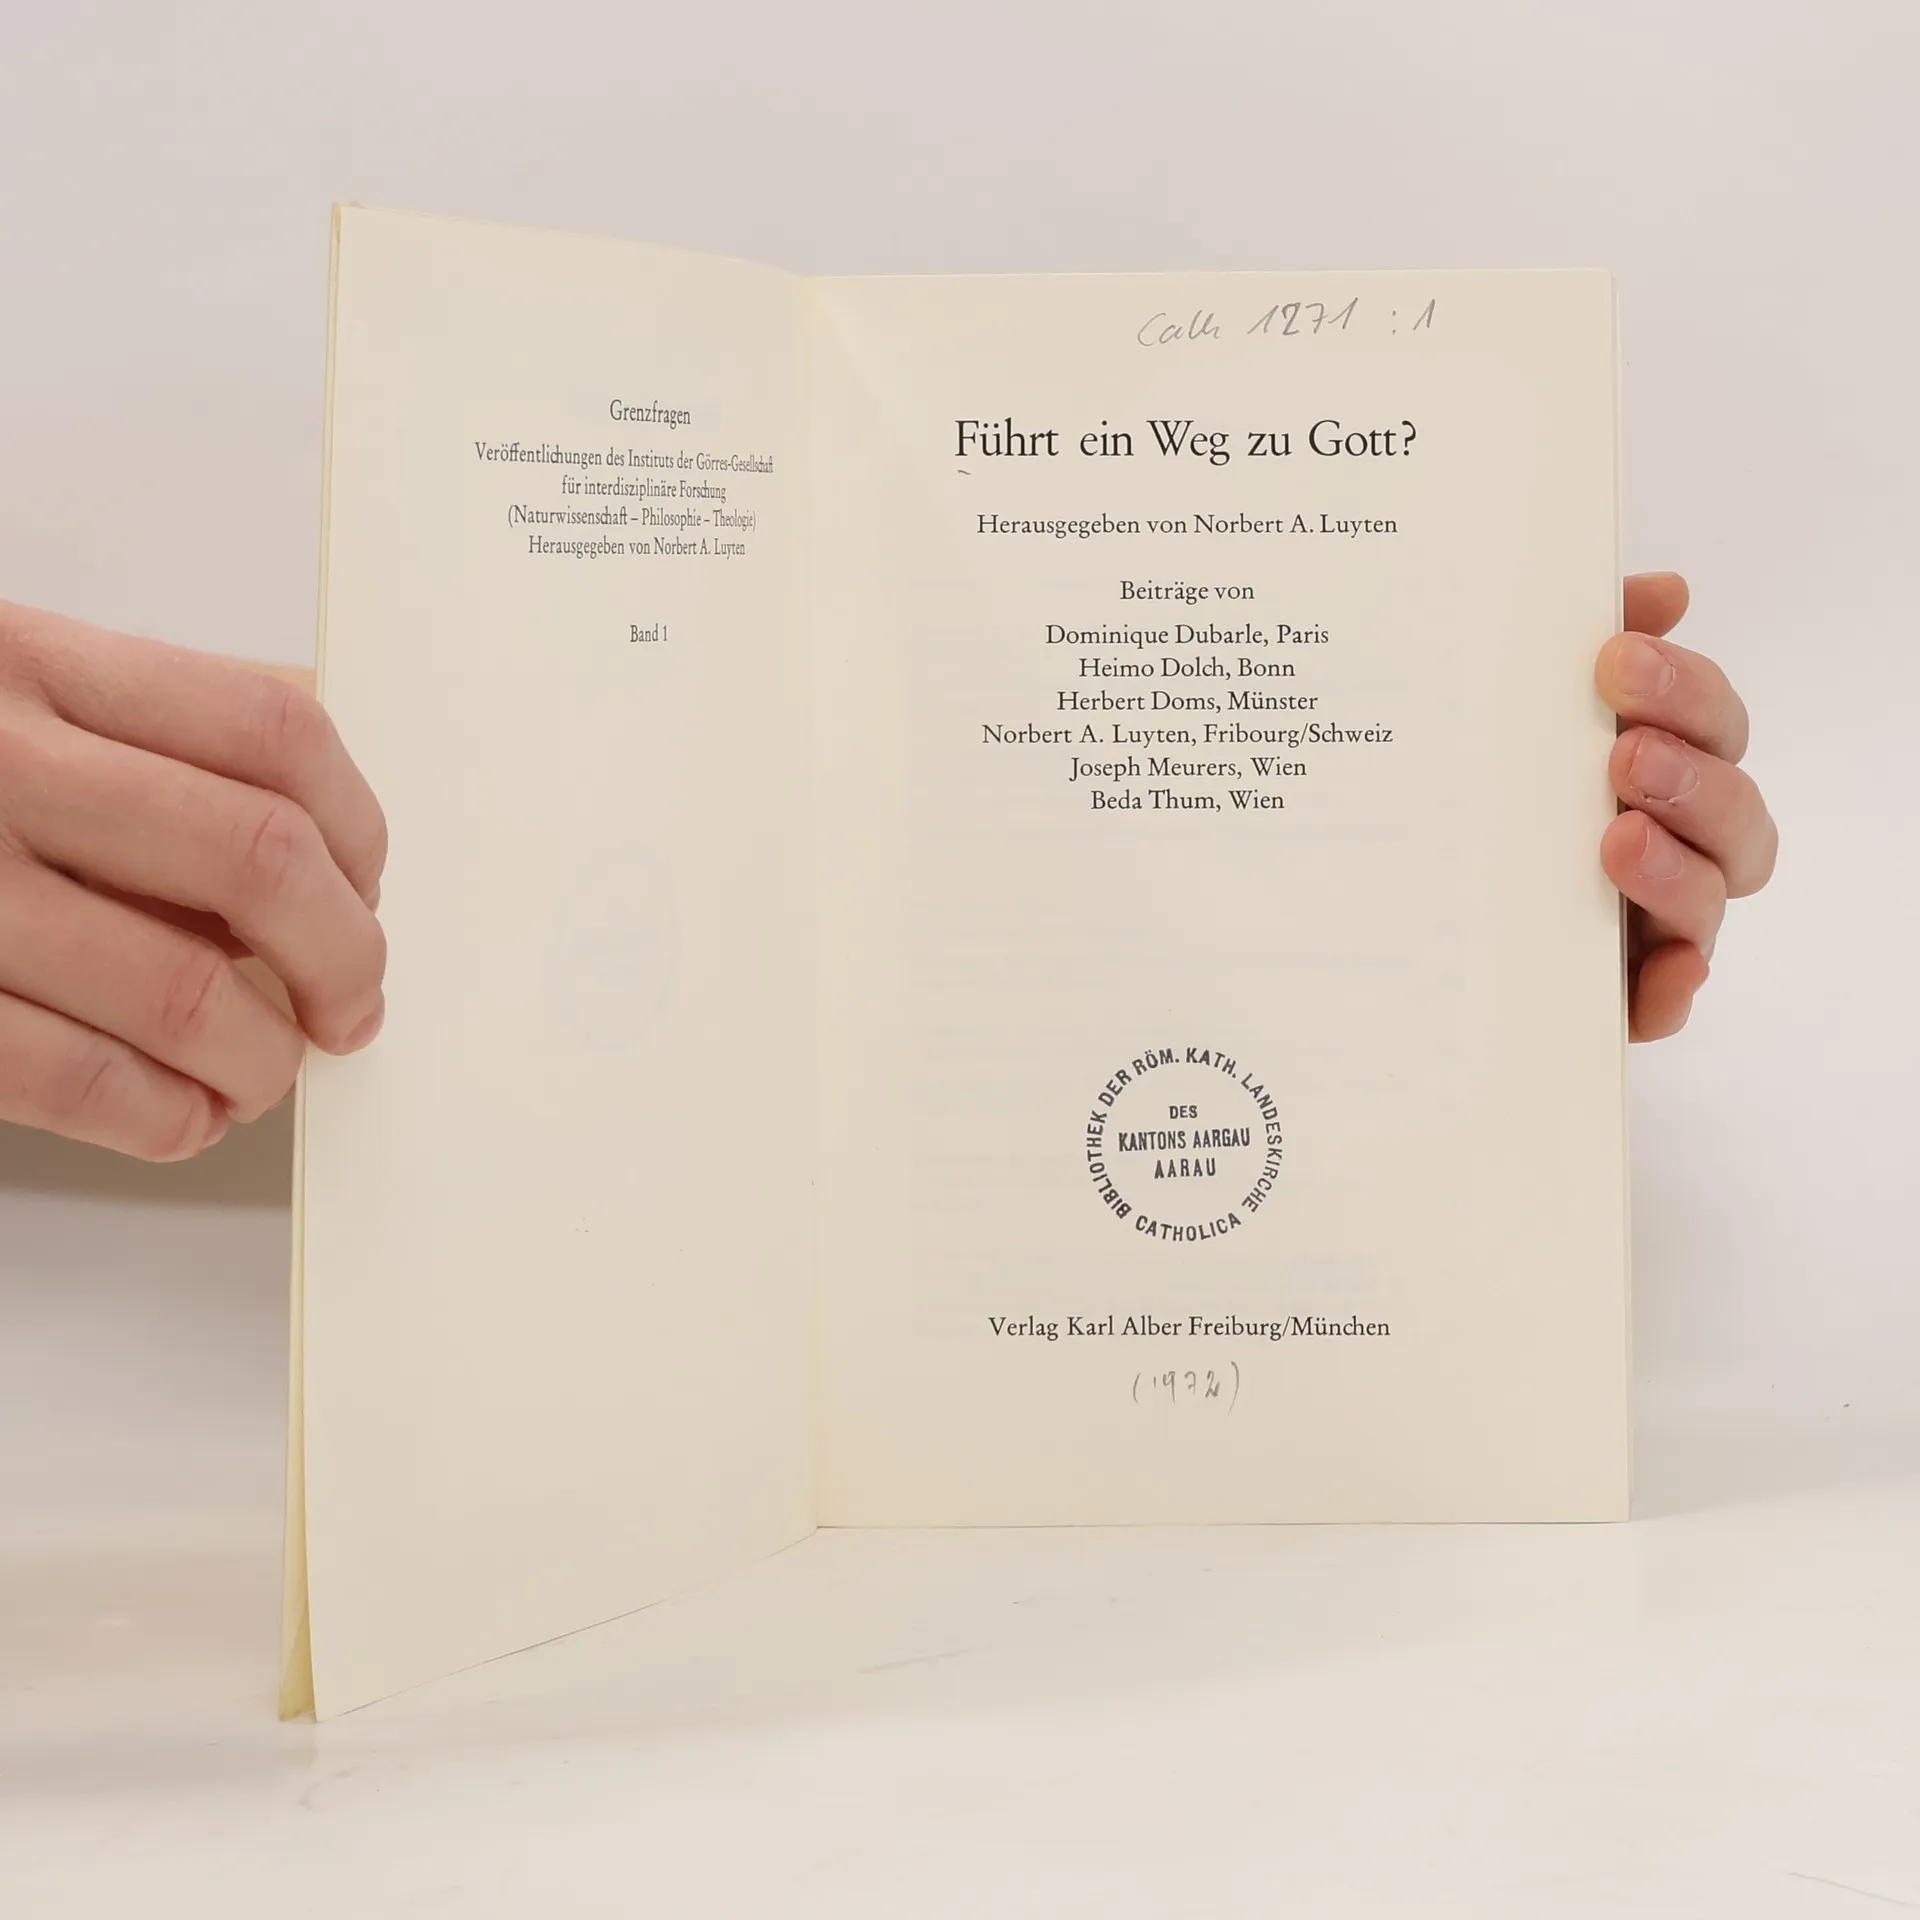 Grenzfragen
Veröffentlichungen des Instituts der Görres-Gesellschaft
für interdisziplinäre Forschung
(Naturwissenschaft – Philosophie – Theologie)
Herausgegeben von Norbert A. Luyten
Band 1
Cath 1271 : 1
Führt ein Weg zu Gott?
Herausgegeben von Norbert A. Luyten
Beiträge von
Dominique Dubarle, Paris
Heimo Dolch, Bonn
Herbert Doms, Münster
Norbert A. Luyten, Fribourg/Schweiz
Joseph Meurers, Wien
Beda Thum, Wien
BIBLIOTHEK DER RÖM. KATH. LANDESKIRCHE
DES
KANTONS AARGAU
AARAU
CATHOLICA
Verlag Karl Alber Freiburg/München
(1972)